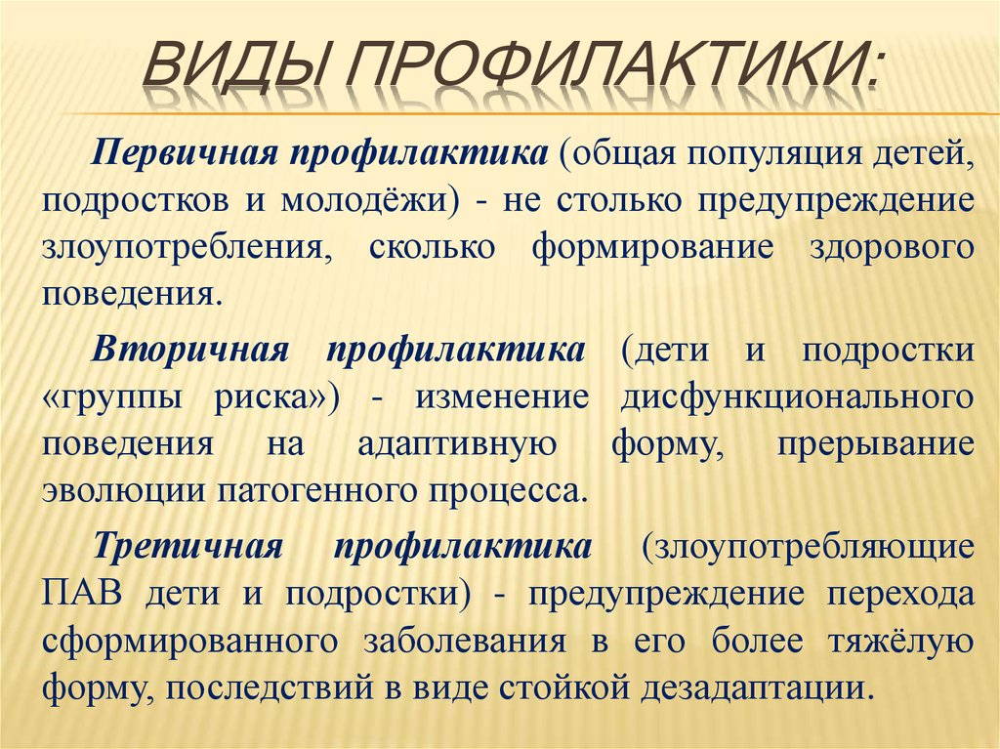 ВИДЫ ПРОФИЛАКТИКИ:
Первичная профилактика (общая популяция детей,
подростков и молодёжи) - не столько предупреждение
злоупотребления, сколько формирование здорового
поведения.
Вторичная профилактика (дети и подростки
«группы риска») - изменение дисфункционального
поведения на адаптивную форму, прерывание
эволюции патогенного процесса.
Третичная профилактика (злоупотребляющие
ПАВ дети и подростки) - предупреждение перехода
сформированного заболевания в его более тяжёлую
форму, последствий в виде стойкой дезадаптации.